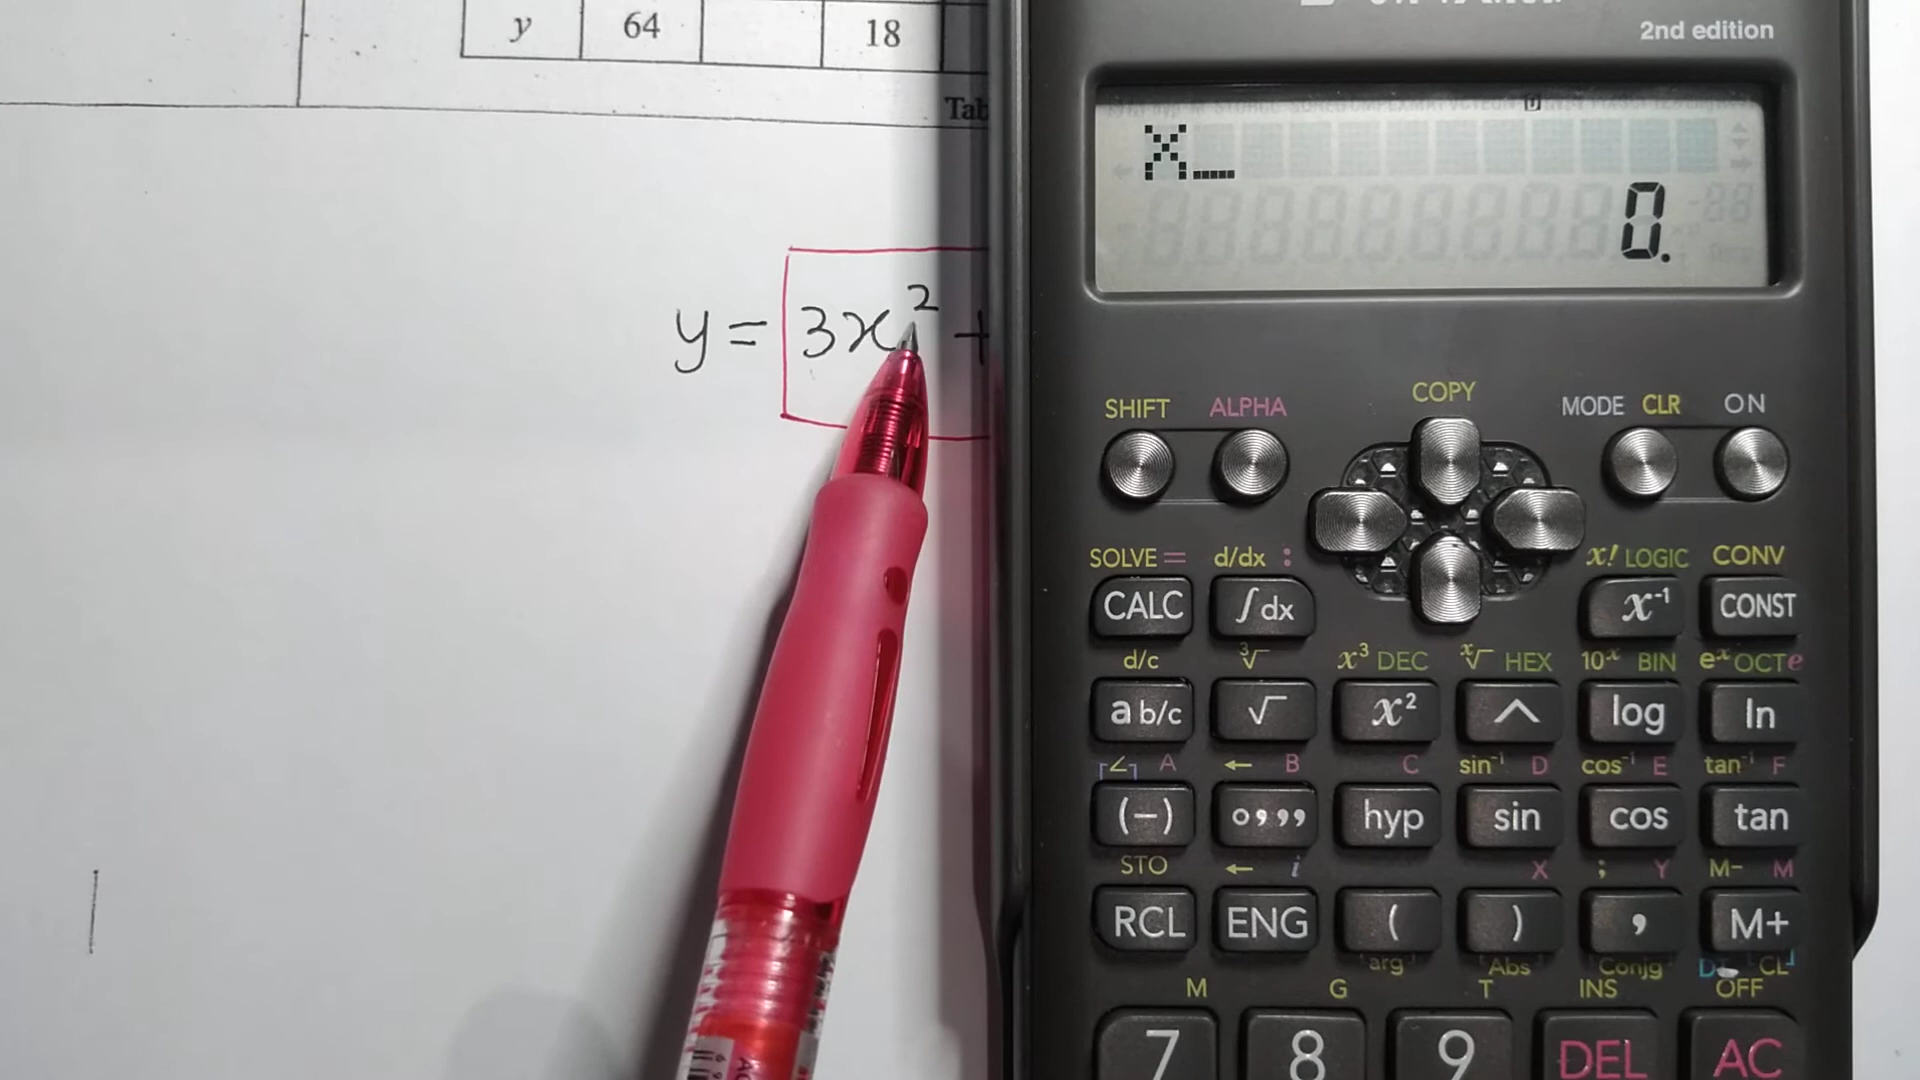 y 64 18
Tab
y = 3x² +
2nd edition
X
0.
COPY
SHIFT ALPHA MODE CLR ON
SOLVE = d/dx : x! LOGIC CONV
CALC ∫dx x⁻¹ CONST
d/c ³√ x³ DEC ˣ√ HEX 10ˣ BIN eˣ OCT e
a b/c √ x² ^ log ln
∠ A ← B C sin⁻¹ D cos⁻¹ E tan⁻¹ F
(−) o,,, hyp sin cos tan
STO ← i X ; Y M− M
RCL ENG ( ) , M+
arg Abs Conjg CL
M G T INS OFF
7 8 9 DEL AC